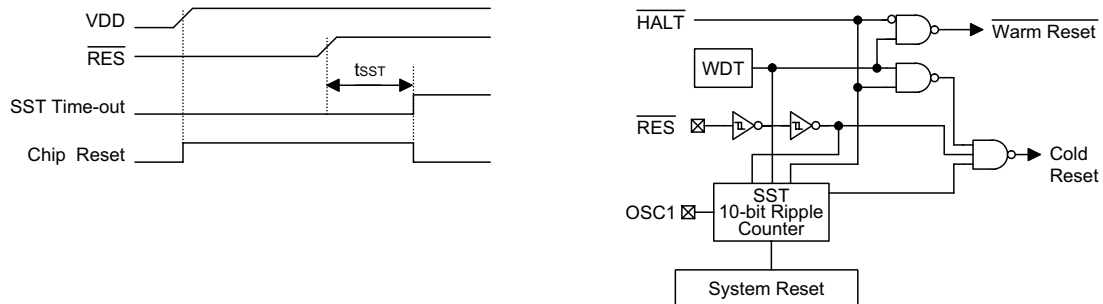 VDD
RES
tSST
SST Time-out
Chip Reset
HALT
Warm Reset
WDT
RES
Cold
Reset
OSC1
SST
10-bit Ripple
Counter
System Reset